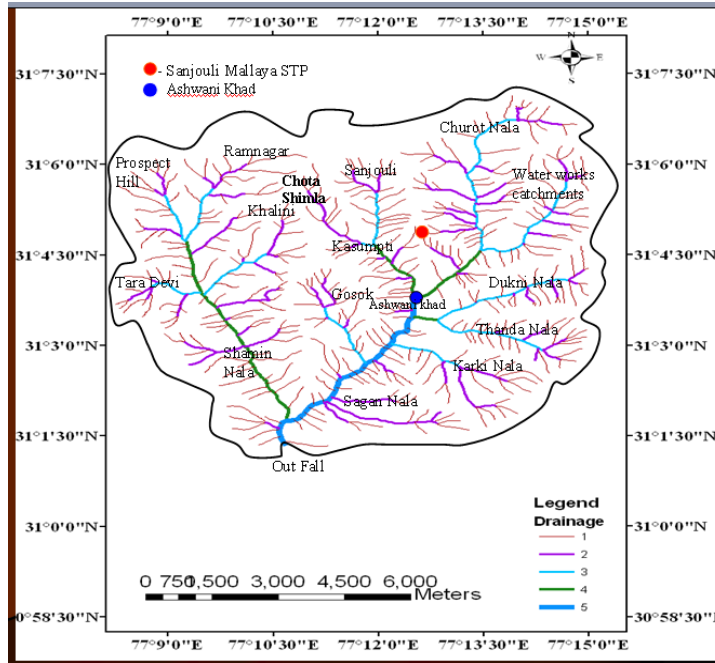 77°9'0"E 77°10'30"E 77°12'0"E 77°13'30"E 77°15'0"E
N
W E
S
- Sanjouli Mallaya STP
Ashwani Khad
31°7'30"N 31°7'30"N
Churot Nala
31°6'0"N 31°6'0"N
Ramnagar
Prospect
Hill
Sanjouli
Chota
Shimla
Water works
catchments
Khalini
Kasumpti
31°4'30"N 31°4'30"N
Tara Devi
Dukni Nala
Gosok
Ashwani khad
Thanda Nala
31°3'0"N 31°3'0"N
Shamin
Nala
Karki Nala
Sagan Nala
31°1'30"N 31°1'30"N
Out Fall
Legend
Drainage
31°0'0"N 31°0'0"N
1
2
3
4
5
0 750 1,500 3,000 4,500 6,000
Meters
0°58'30"N 30°58'30"N
77°9'0"E 77°10'30"E 77°12'0"E 77°13'30"E 77°15'0"E